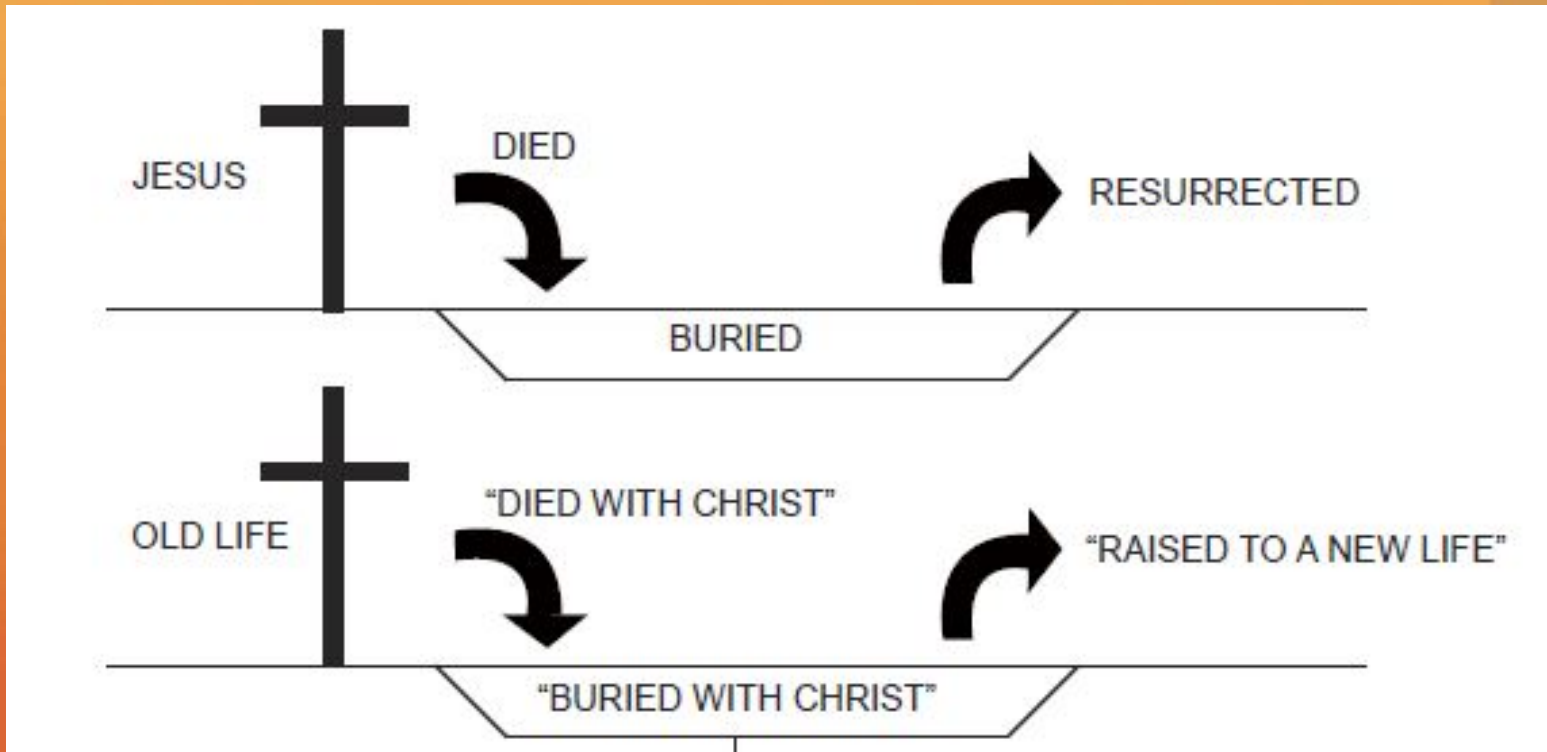 JESUS
DIED
RESURRECTED
BURIED
OLD LIFE
“DIED WITH CHRIST”
“RAISED TO A NEW LIFE”
“BURIED WITH CHRIST”